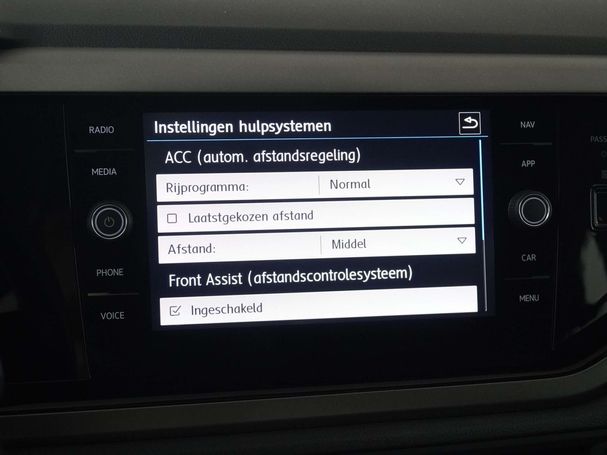 Instellingen hulpsystemen
RADIO
NAV
ACC (autom. afstandsregeling)
MEDIA
APP
Rijprogramma: Normal
Laatstgekozen afstand
Afstand: Middel
PHONE
CAR
Front Assist (afstandscontrolesysteem)
VOICE
MENU
Ingeschakeld